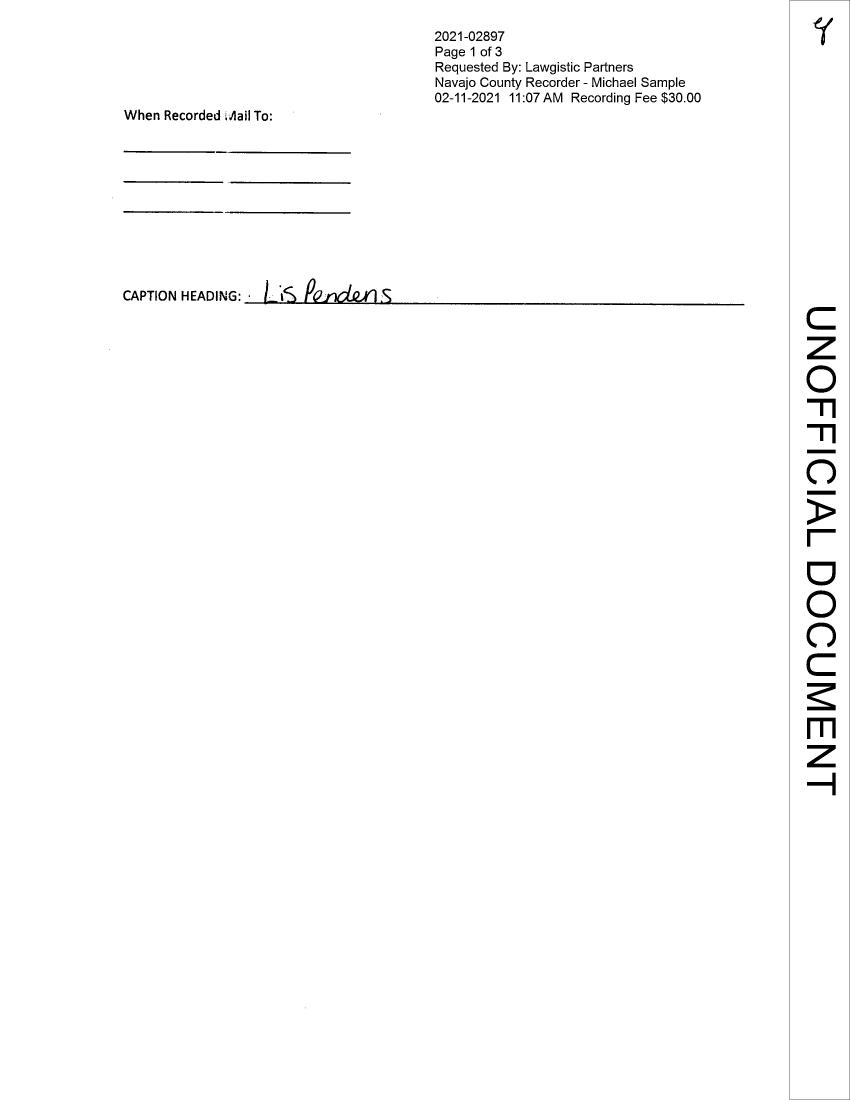 2021-02897
Page 1 of 3
Requested By: Lawgistic Partners
Navajo County Recorder - Michael Sample
02-11-2021 11:07 AM Recording Fee $30.00
When Recorded Mail To:
CAPTION HEADING: Lis Pendens
UNOFFICIAL DOCUMENT